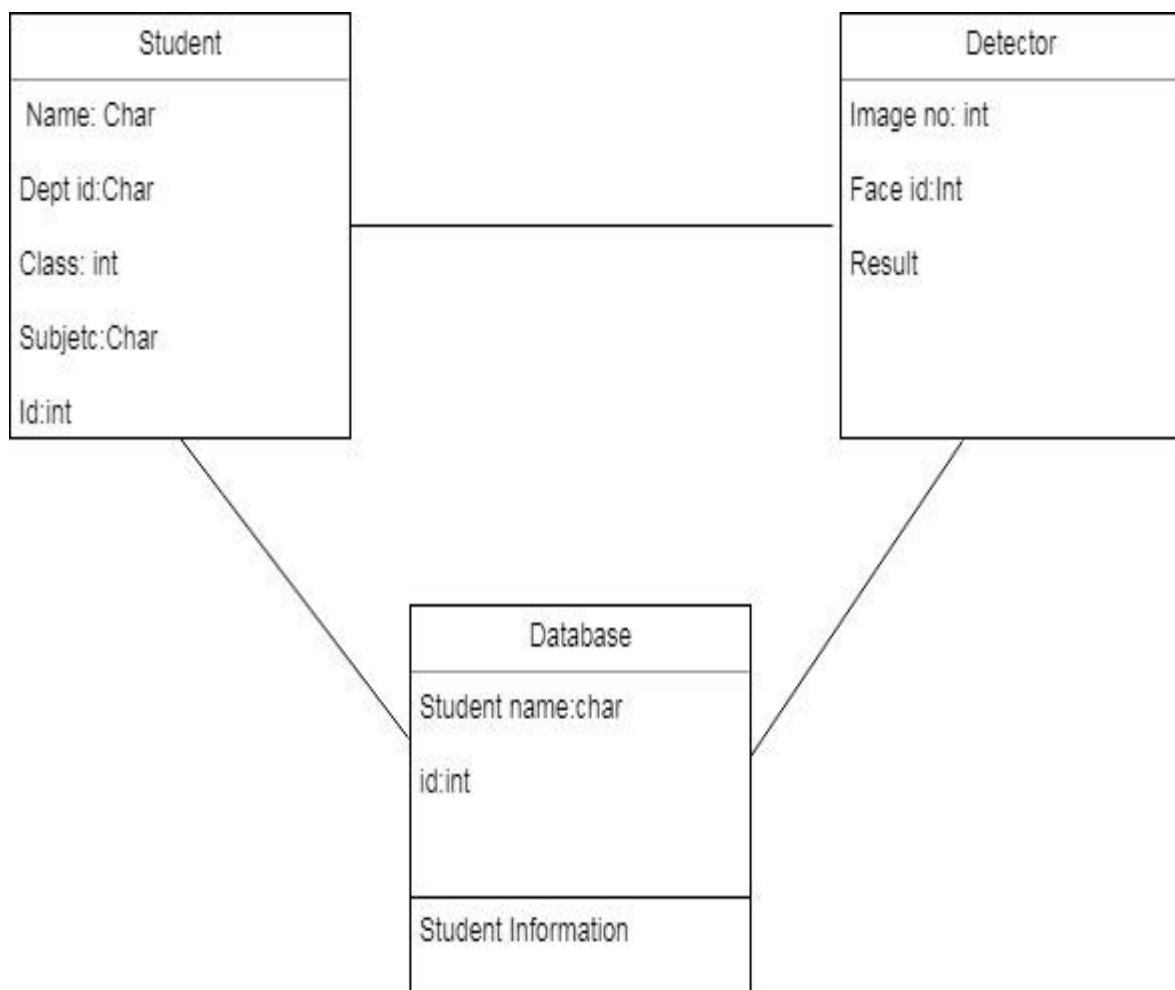 Student
Name: Char
Dept id:Char
Class: int
Subjetc:Char
Id:int
Detector
Image no: int
Face id:Int
Result
Database
Student name:char
id:int
Student Information